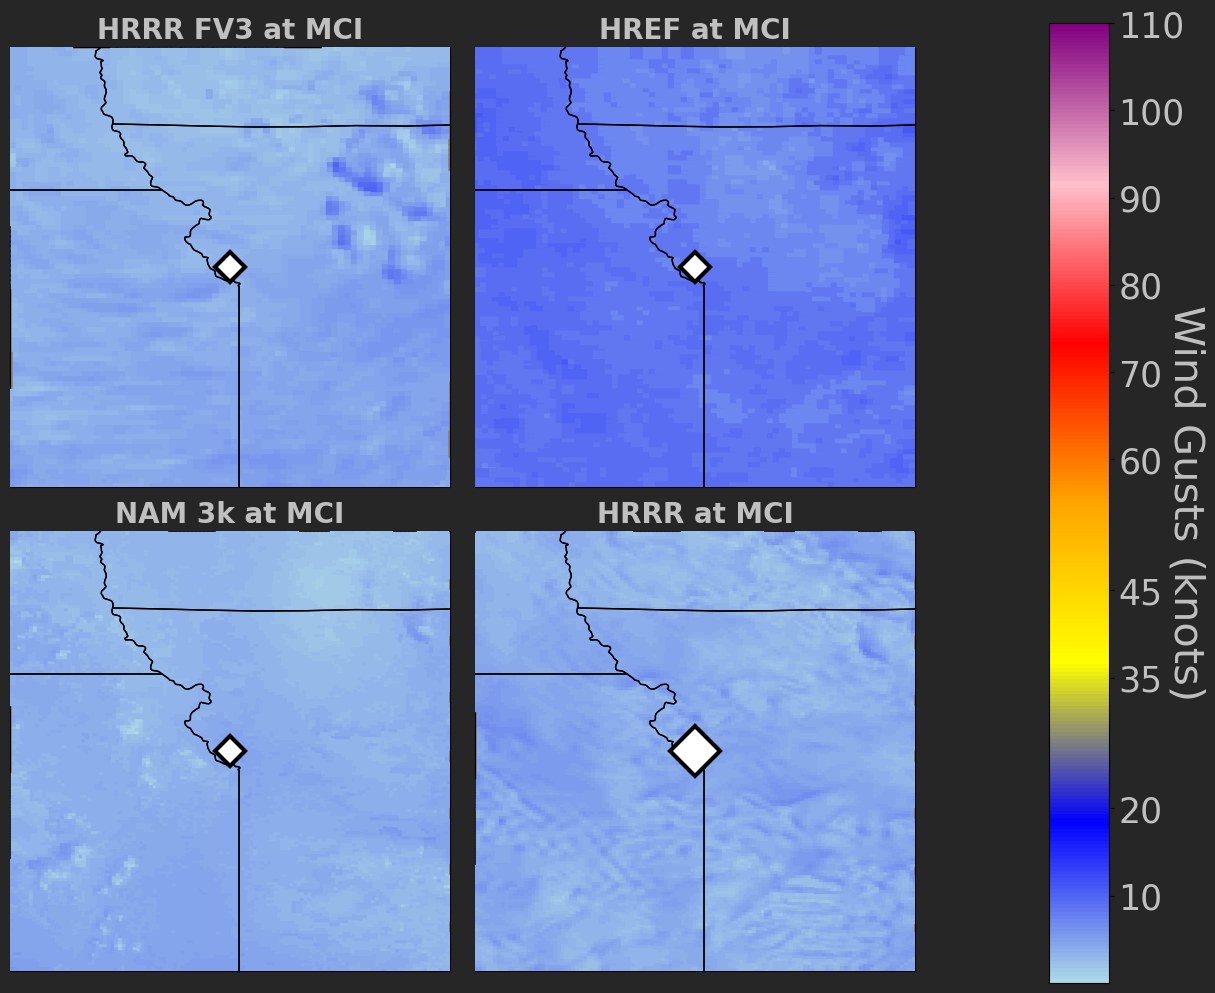 HRRR FV3 at MCI
HREF at MCI
NAM 3k at MCI
HRRR at MCI
110
100
90
80
70
60
45
35
20
10
Wind Gusts (knots)